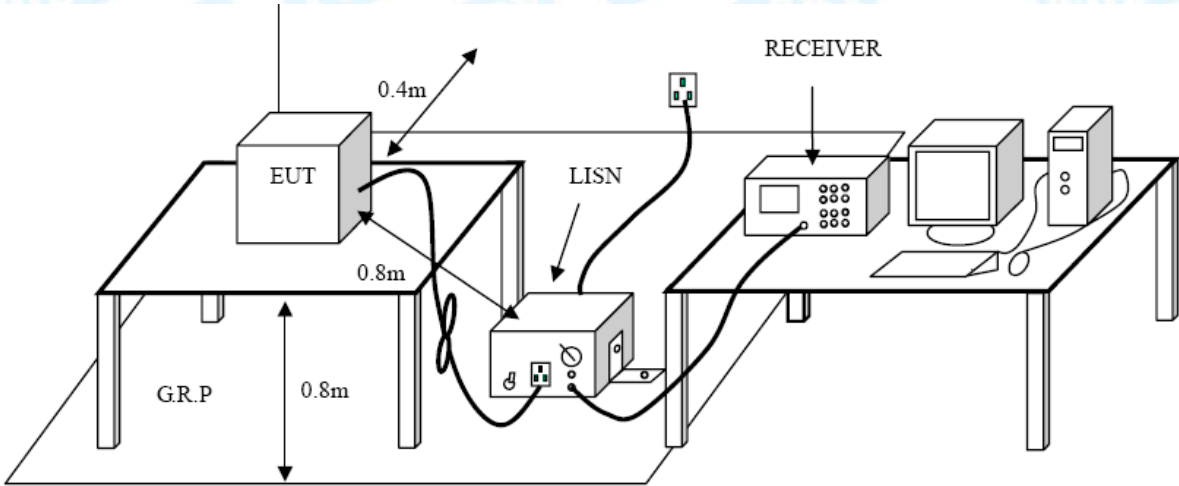 RECEIVER
0.4m
EUT
LISN
0.8m
G.R.P
0.8m